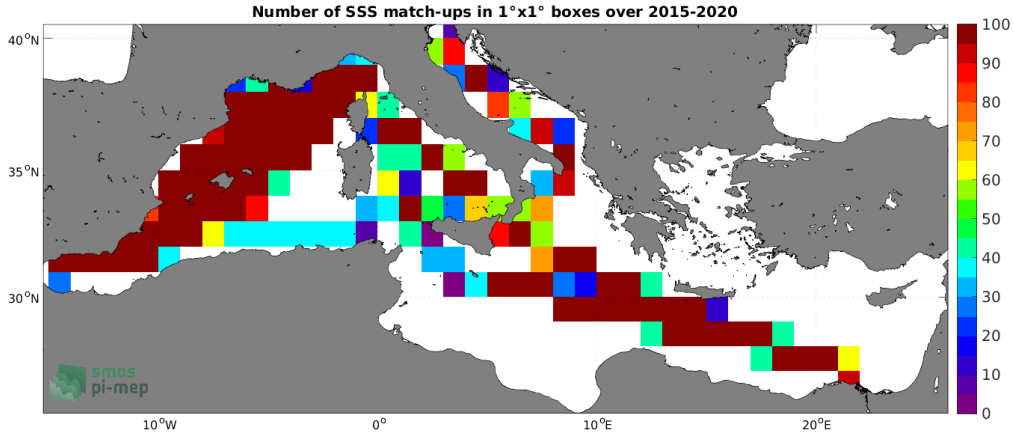 Number of SSS match-ups in 1°x1° boxes over 2015-2020
40°N
35°N
30°N
10°W
0°
10°E
20°E
100
90
80
70
60
50
40
30
20
10
0
smos
pi-mep